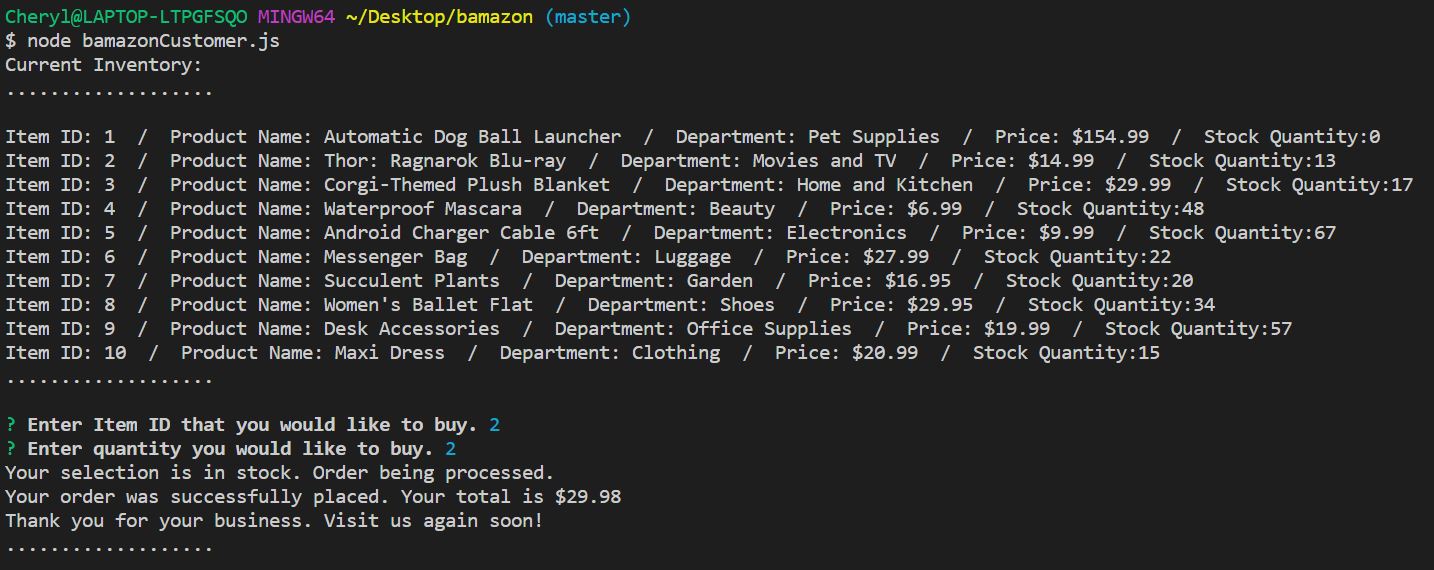 Cheryl@LAPTOP-LTPGFSQO MINGW64 ~/Desktop/bamazon (master)
$ node bamazonCustomer.js
Current Inventory:
...................
Item ID: 1  /  Product Name: Automatic Dog Ball Launcher  /  Department: Pet Supplies  /  Price: $154.99  /  Stock Quantity:0
Item ID: 2  /  Product Name: Thor: Ragnarok Blu-ray  /  Department: Movies and TV  /  Price: $14.99  /  Stock Quantity:13
Item ID: 3  /  Product Name: Corgi-Themed Plush Blanket  /  Department: Home and Kitchen  /  Price: $29.99  /  Stock Quantity:17
Item ID: 4  /  Product Name: Waterproof Mascara  /  Department: Beauty  /  Price: $6.99  /  Stock Quantity:48
Item ID: 5  /  Product Name: Android Charger Cable 6ft  /  Department: Electronics  /  Price: $9.99  /  Stock Quantity:67
Item ID: 6  /  Product Name: Messenger Bag  /  Department: Luggage  /  Price: $27.99  /  Stock Quantity:22
Item ID: 7  /  Product Name: Succulent Plants  /  Department: Garden  /  Price: $16.95  /  Stock Quantity:20
Item ID: 8  /  Product Name: Women's Ballet Flat  /  Department: Shoes  /  Price: $29.95  /  Stock Quantity:34
Item ID: 9  /  Product Name: Desk Accessories  /  Department: Office Supplies  /  Price: $19.99  /  Stock Quantity:57
Item ID: 10  /  Product Name: Maxi Dress  /  Department: Clothing  /  Price: $20.99  /  Stock Quantity:15
...................
? Enter Item ID that you would like to buy. 2
? Enter quantity you would like to buy. 2
Your selection is in stock. Order being processed.
Your order was successfully placed. Your total is $29.98
Thank you for your business. Visit us again soon!
...................